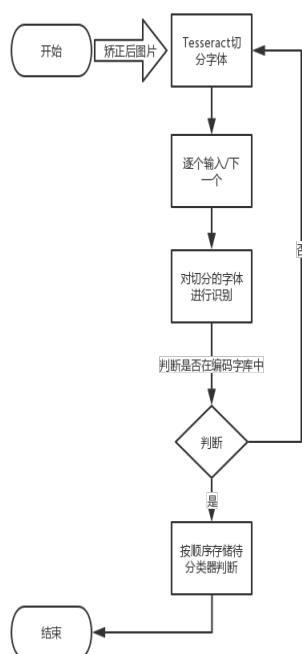 开始
矫正后图片
Tesseract切
分字体
逐个输入/下
一个
对切分的字体
进行识别
否
判断是否在编码字库中
判断
是
按顺序存储待
分类器判断
结束